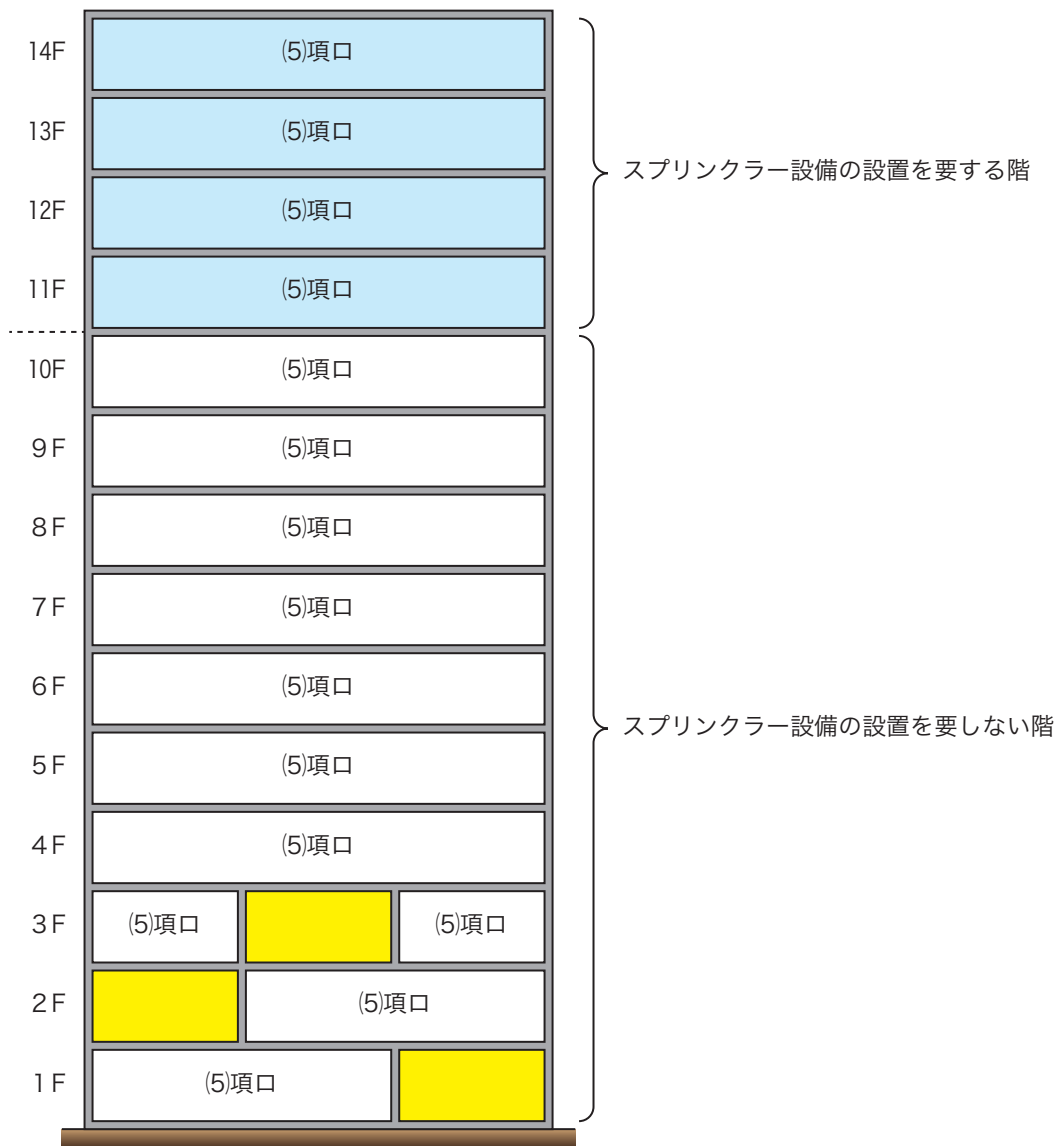 14F ⑸項ロ
13F ⑸項ロ
スプリンクラー設備の設置を要する階
12F ⑸項ロ
11F ⑸項ロ
10F ⑸項ロ
9F ⑸項ロ
8F ⑸項ロ
7F ⑸項ロ
6F ⑸項ロ
スプリンクラー設備の設置を要しない階
5F ⑸項ロ
4F ⑸項ロ
3F ⑸項ロ ⑸項ロ
2F ⑸項ロ
1F ⑸項ロ